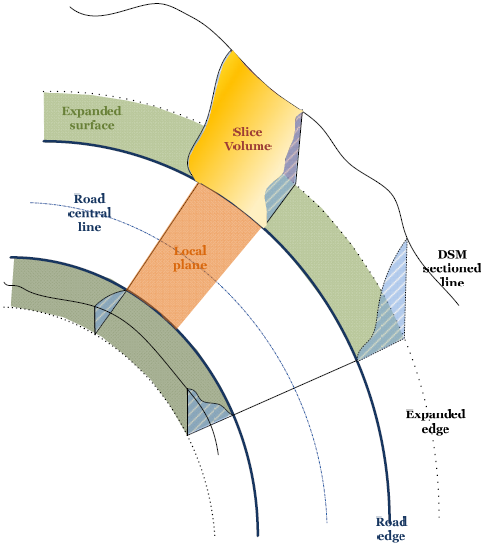 Expanded
surface
Slice
Volume
Road
central
line
Local
plane
DSM
sectioned
line
Expanded
edge
Road
edge